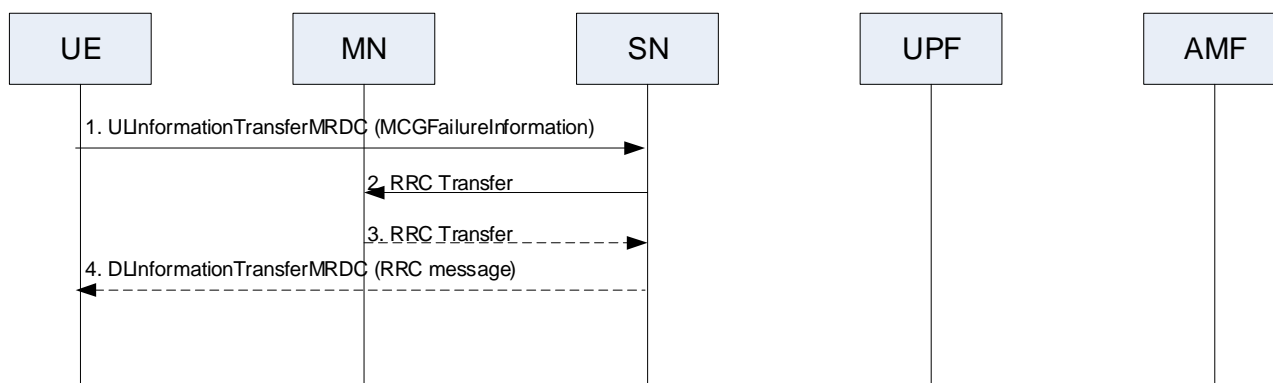 UE
MN
SN
UPF
AMF
1. ULInformationTransferMRDC (MCGFailureInformation)
2. RRC Transfer
3. RRC Transfer
4. DLInformationTransferMRDC (RRC message)